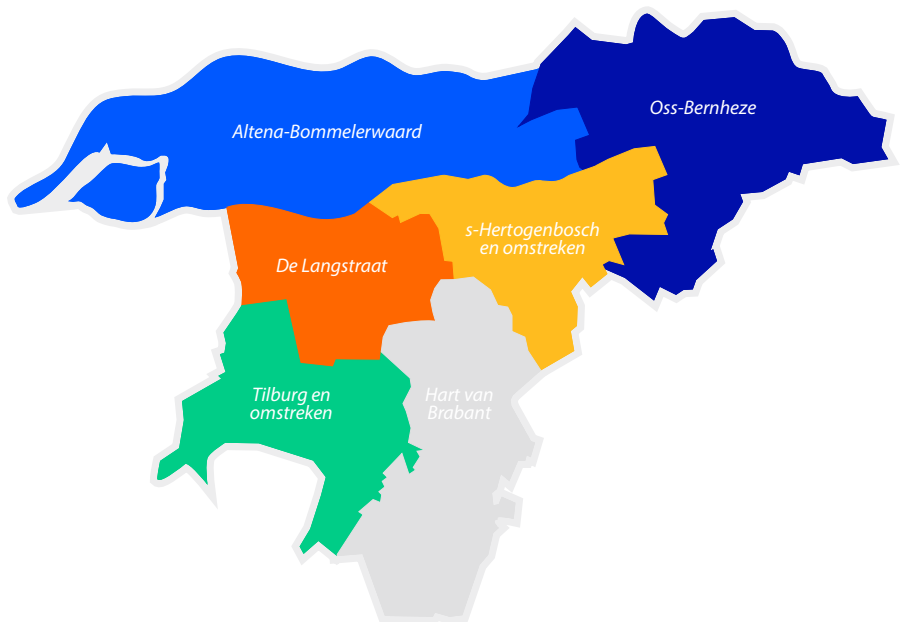 Oss-Bernheze
Altena-Bommelerwaard
s-Hertogenbosch
en omstreken
De Langstraat
Tilburg en
omstreken
Hart van
Brabant